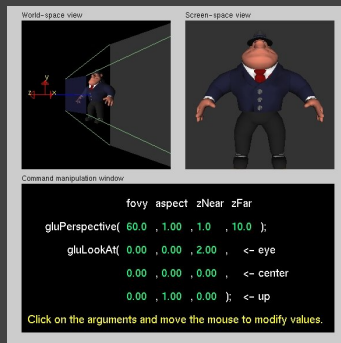 World-space view
Screen-space view
y
z x
Command manipulation window
fovy aspect zNear zFar
gluPerspective( 60.0 , 1.00 , 1.0 , 10.0 );
gluLookAt( 0.00 , 0.00 , 2.00 , <- eye
0.00 , 0.00 , 0.00 , <- center
0.00 , 1.00 , 0.00 ); <- up
Click on the arguments and move the mouse to modify values.